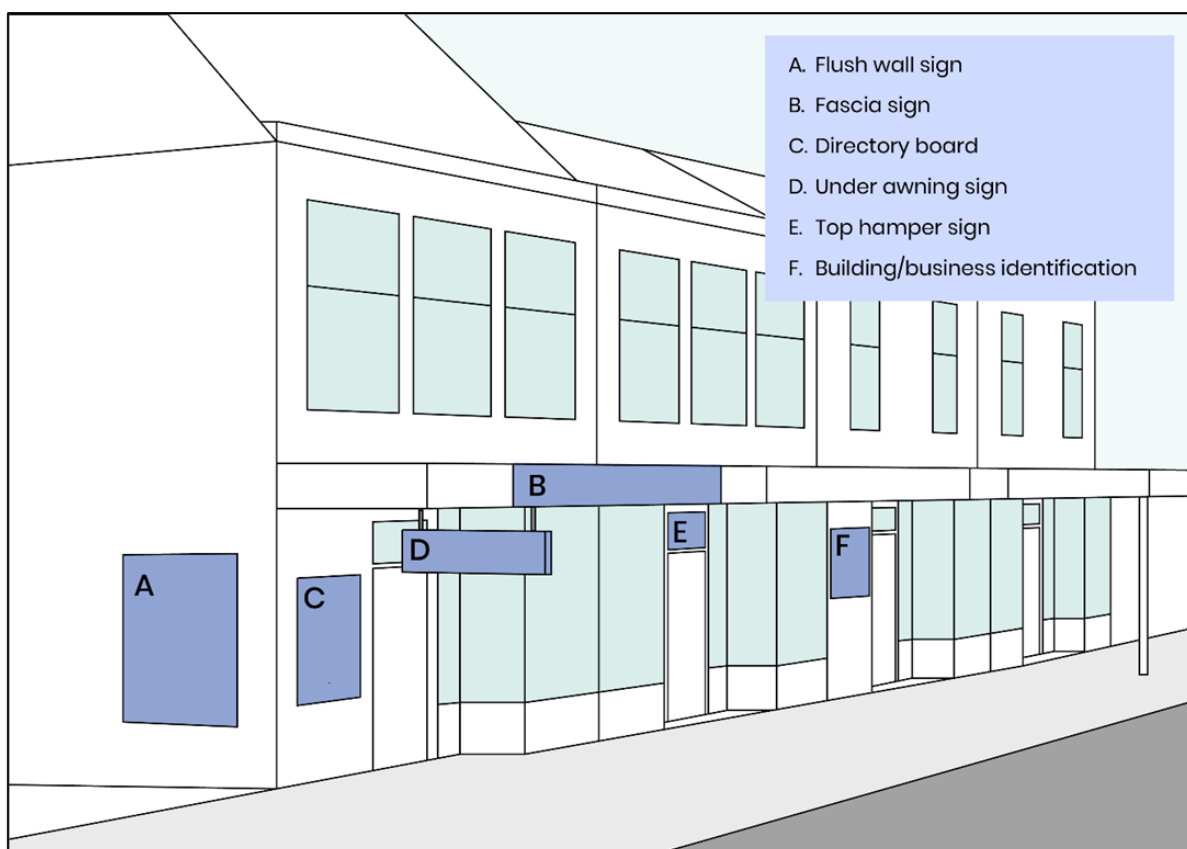 A. Flush wall sign
B. Fascia sign
C. Directory board
D. Under awning sign
E. Top hamper sign
F. Building/business identification
B
E
F
D
A
C